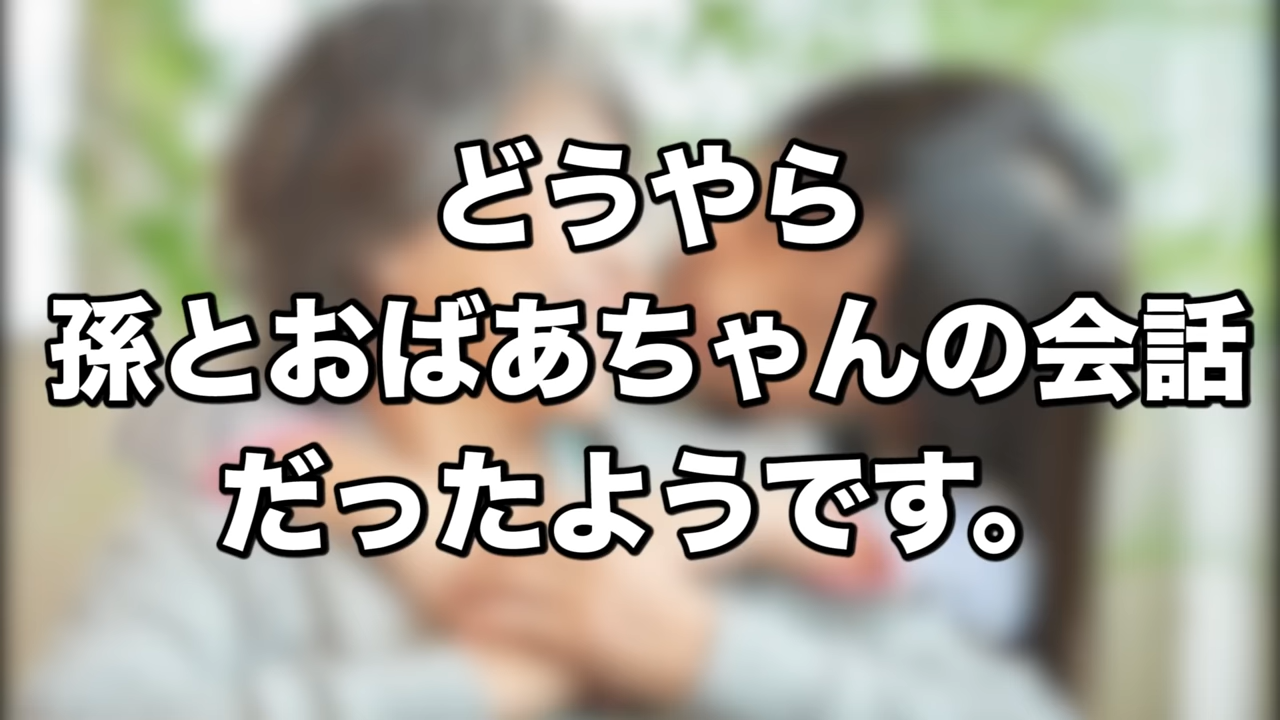 どうやら
孫とおばあちゃんの会話
だったようです。